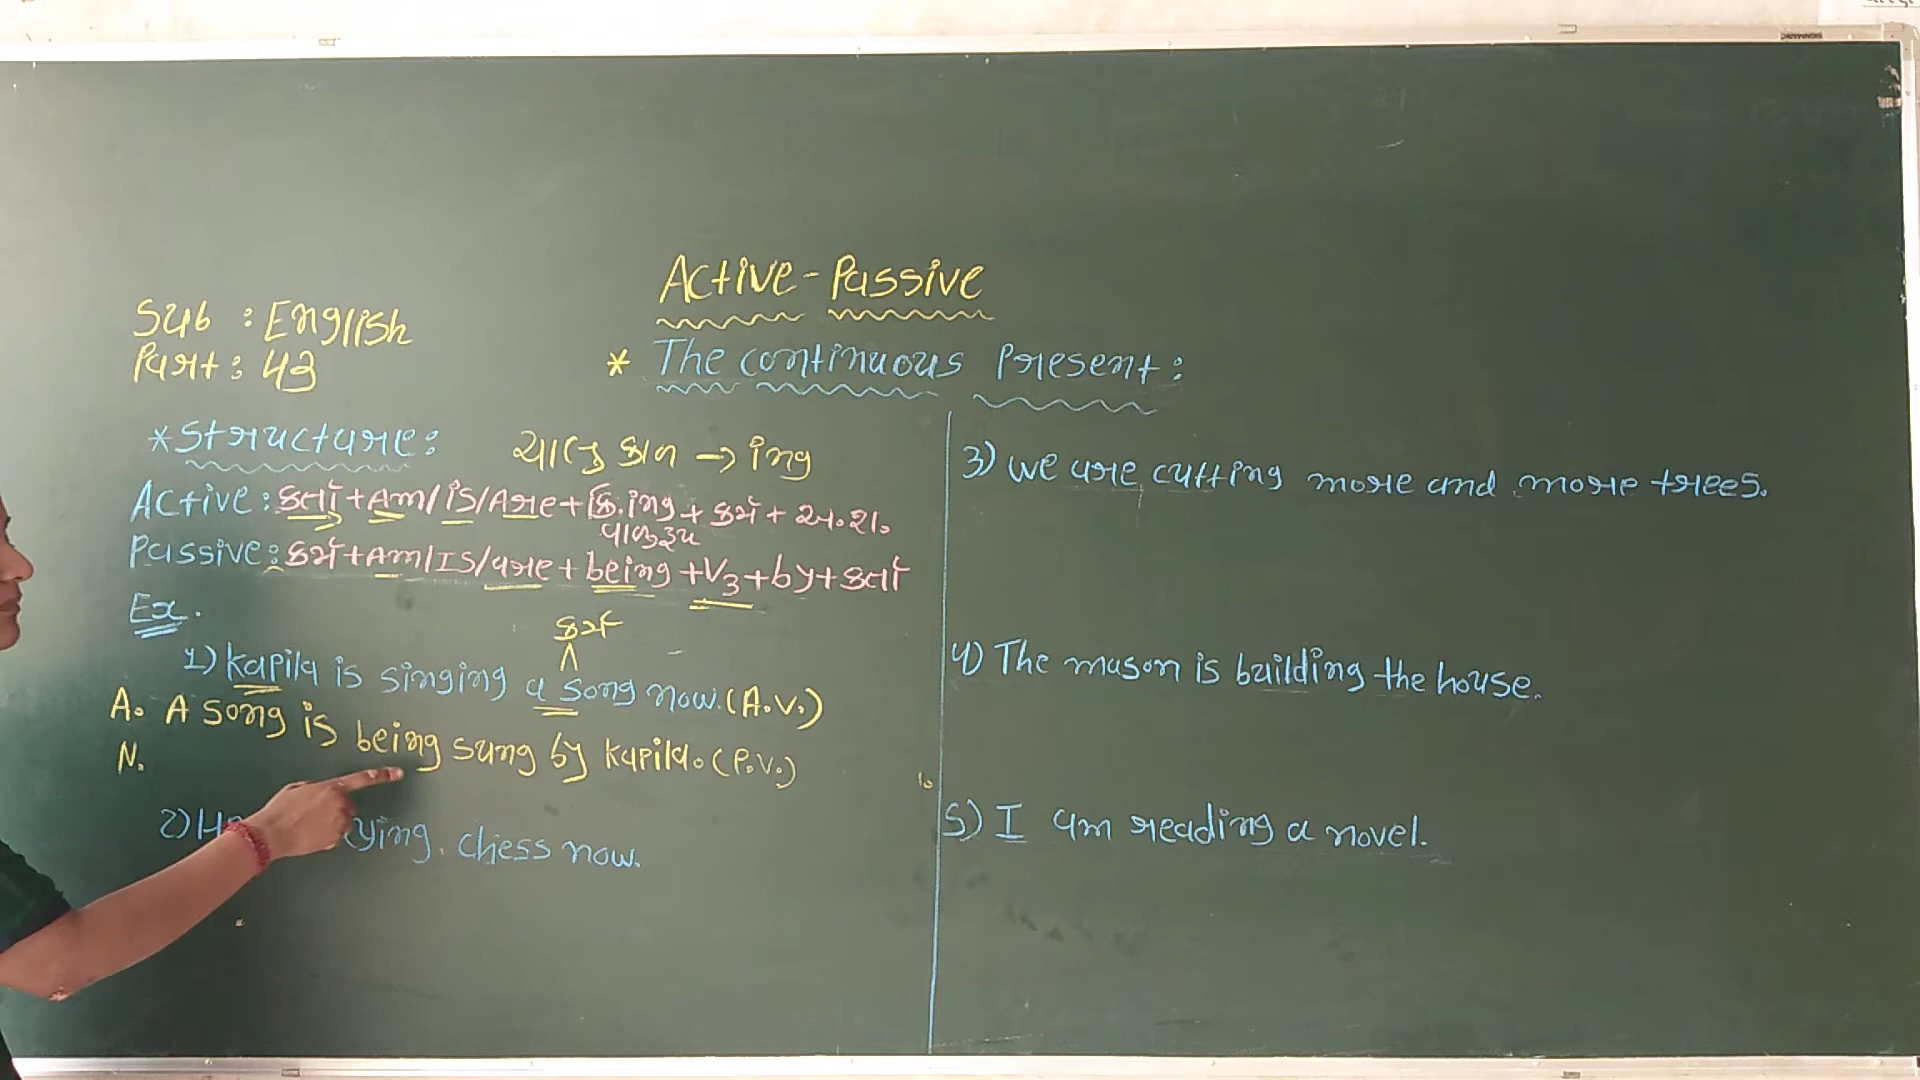 Active-Passive
Sub : English
Part : 43
* The continuous Present :
*Structure :
ચાલુ કાળ → ing
Active : કર્તા + Am/is/Are + ક્રિ.ing + કર્મ + અ.શ.
Passive : કર્મ + Am/Is/are + being + V3 + by + કર્તા
Ex.
કર્મ
1) kapila is singing a song now. (A.V.)
A. A song is being sung by kapila. (P.V.)
N.
2) chess now.
3) we are cutting more and more trees.
4) The mason is building the house.
5) I am reading a novel.